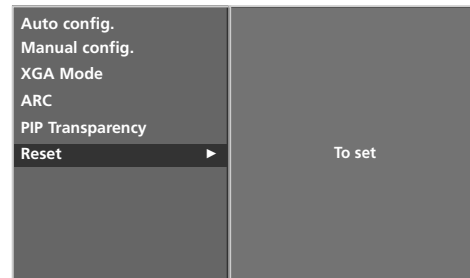 Auto config.
Manual config.
XGA Mode
ARC
PIP Transparency
Reset ► To set